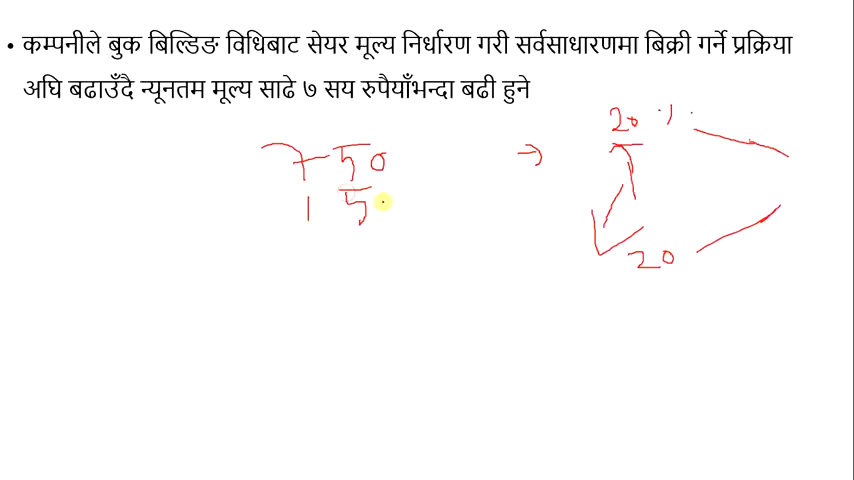 • कम्पनीले बुक बिल्डिङ विधिबाट सेयर मूल्य निर्धारण गरी सर्वसाधारणमा बिक्री गर्ने प्रक्रिया
अघि बढाउँदै न्यूनतम मूल्य साढे ७ सय रुपैयाँभन्दा बढी हुने
20
750
15
20